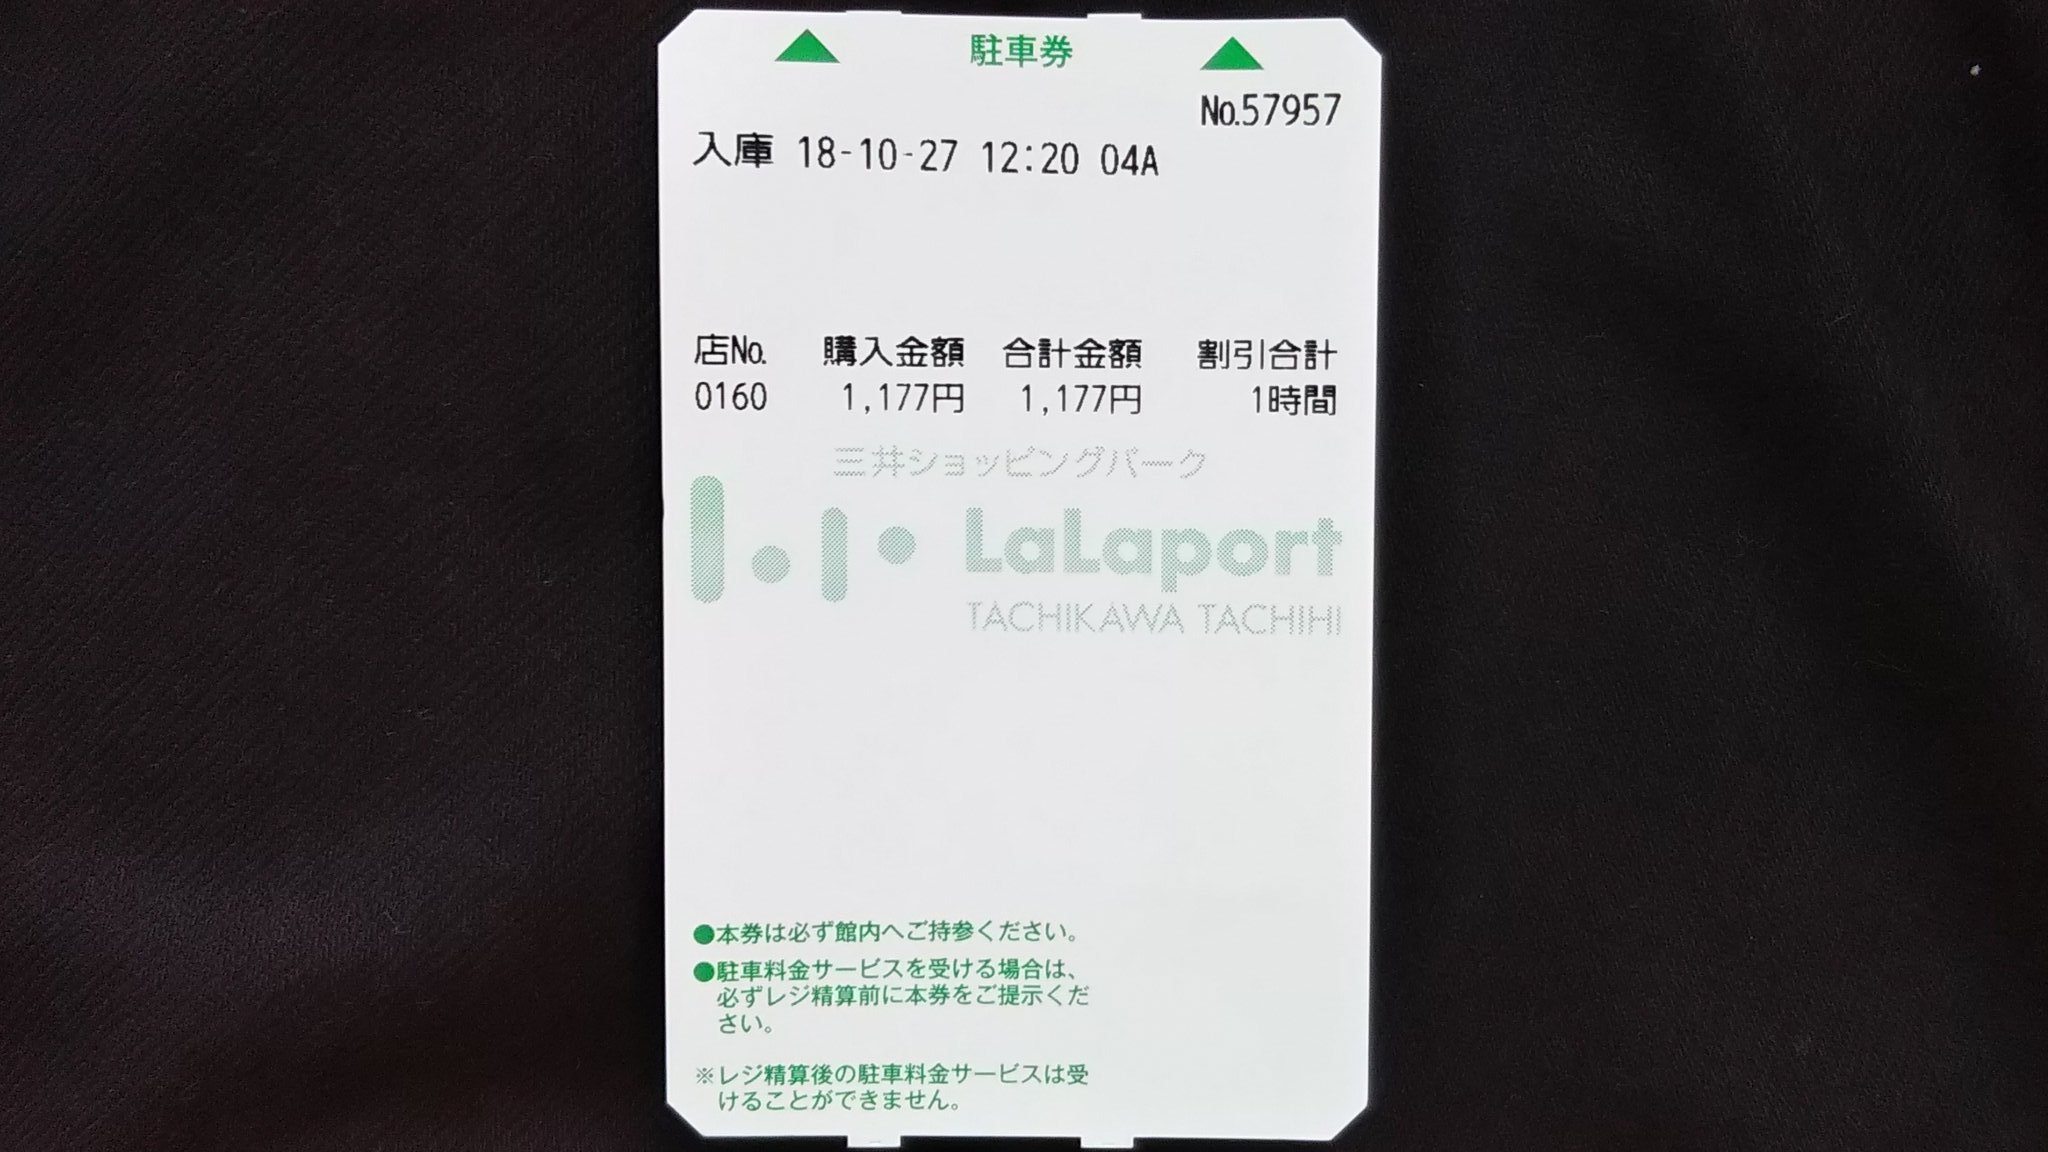 駐車券
No.57957
入庫 18-10-27 12:20 04A
店No. 購入金額 合計金額 割引合計
0160 1,177円 1,177円 1時間
三井ショッピングパーク
LaLaport
TACHIKAWA TACHIHI
●本券は必ず館内へご持参ください。
●駐車料金サービスを受ける場合は、
必ずレジ精算前に本券をご提示くだ
さい。
※レジ精算後の駐車料金サービスは受
けることができません。